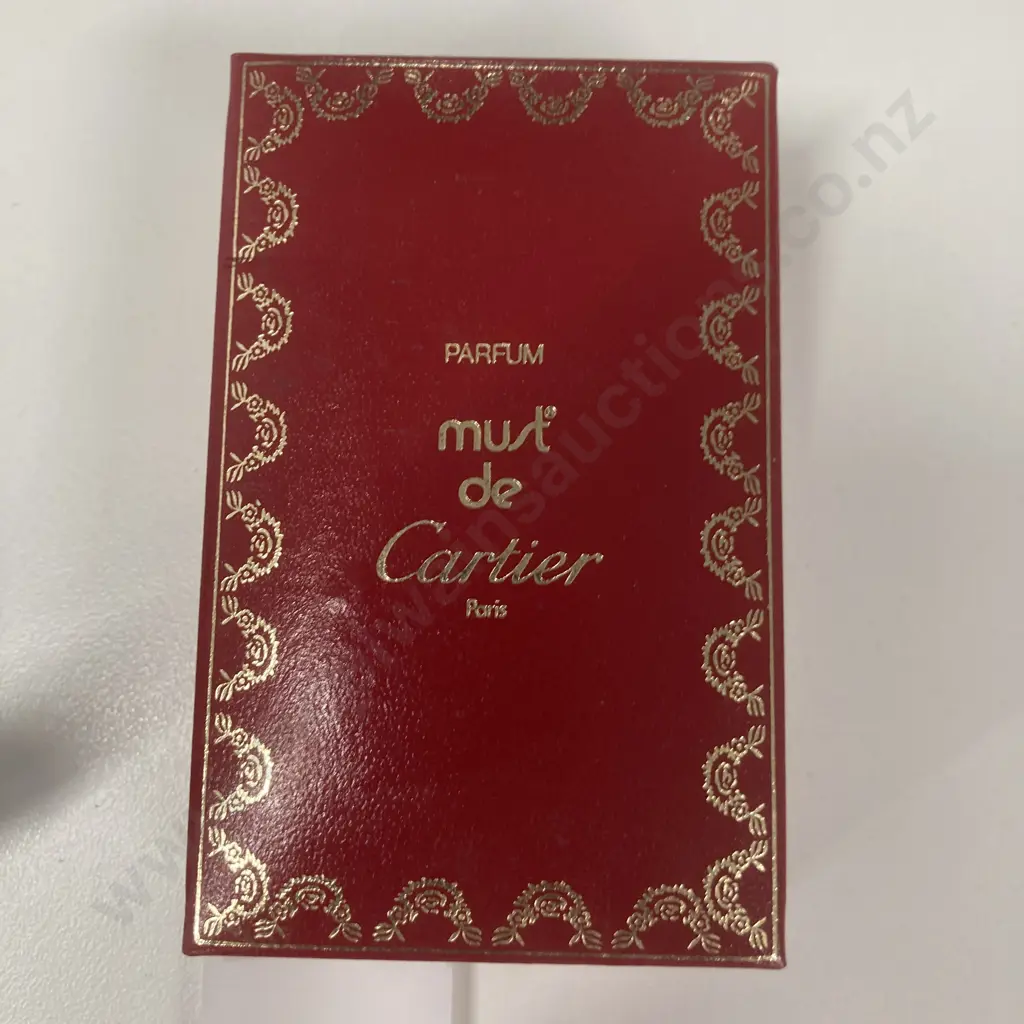 PARFUM
must®
de
Cartier
Paris